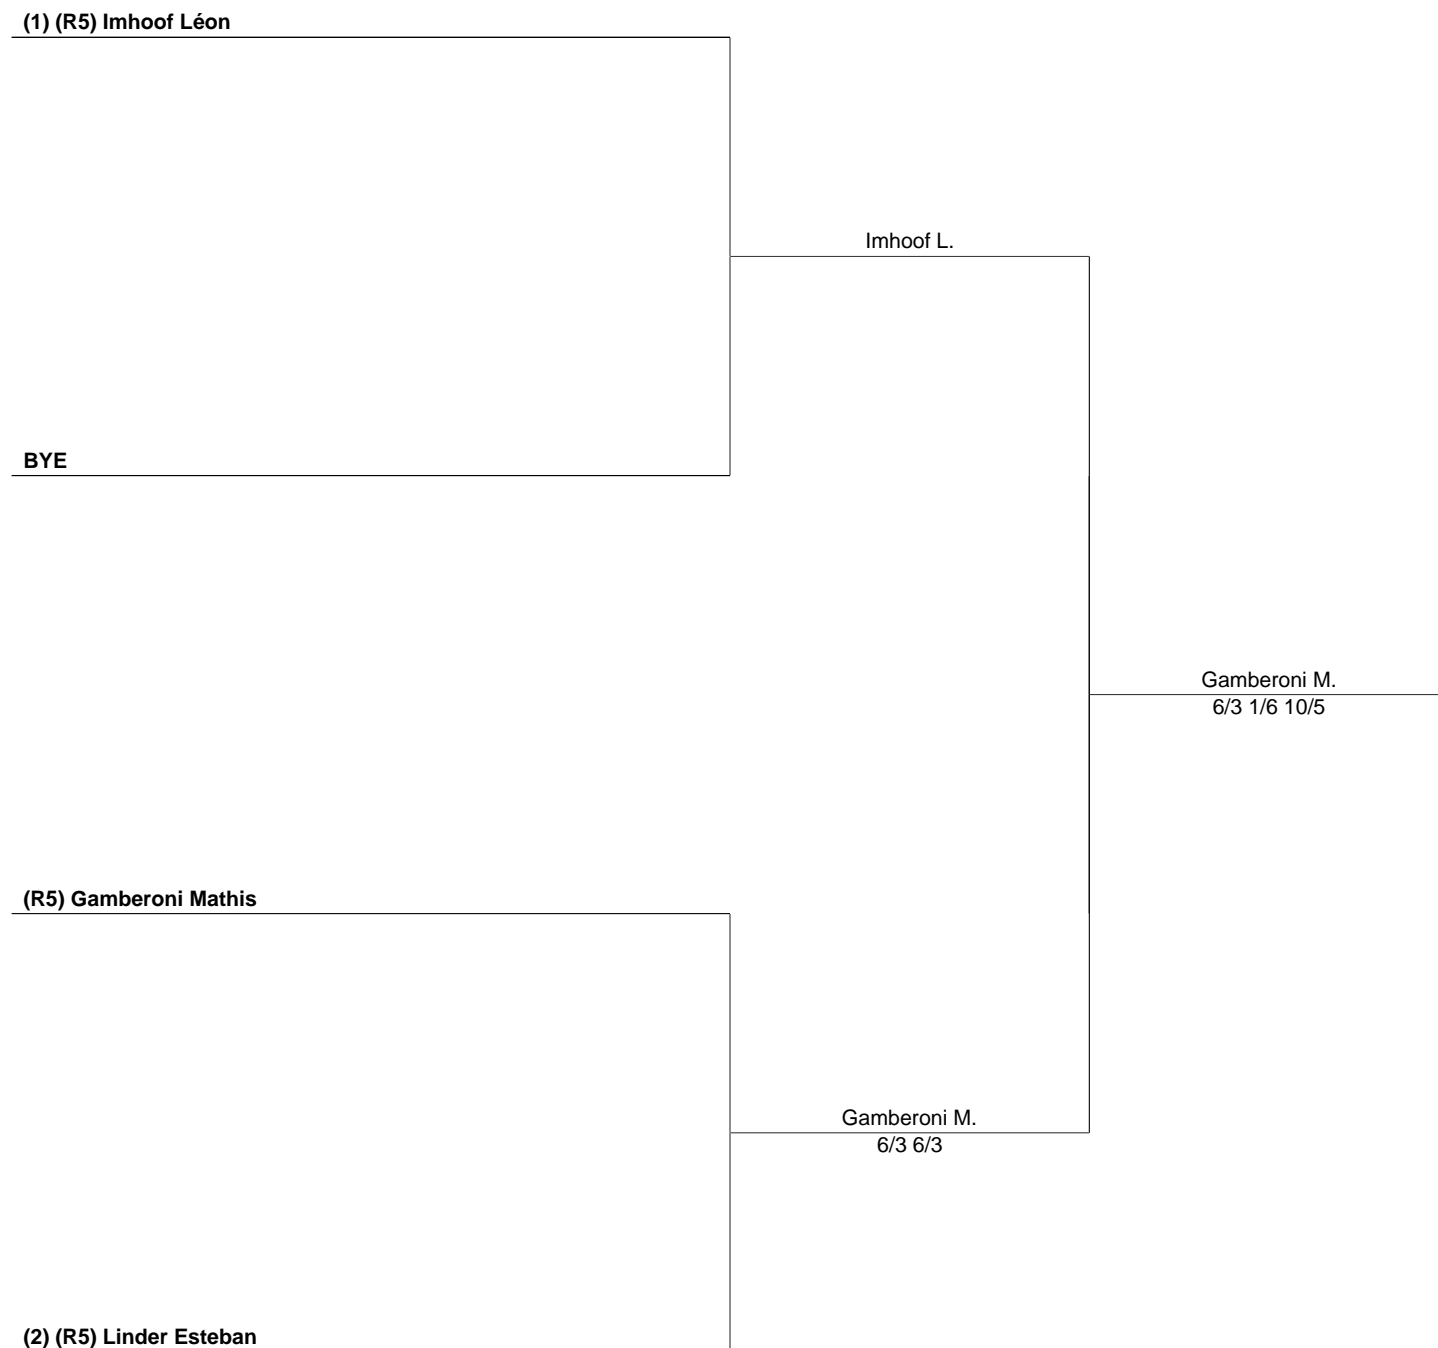 (1) (R5) Imhoof Léon
Imhoof L.
BYE
Gamberoni M.
6/3 1/6 10/5
(R5) Gamberoni Mathis
Gamberoni M.
6/3 6/3
(2) (R5) Linder Esteban